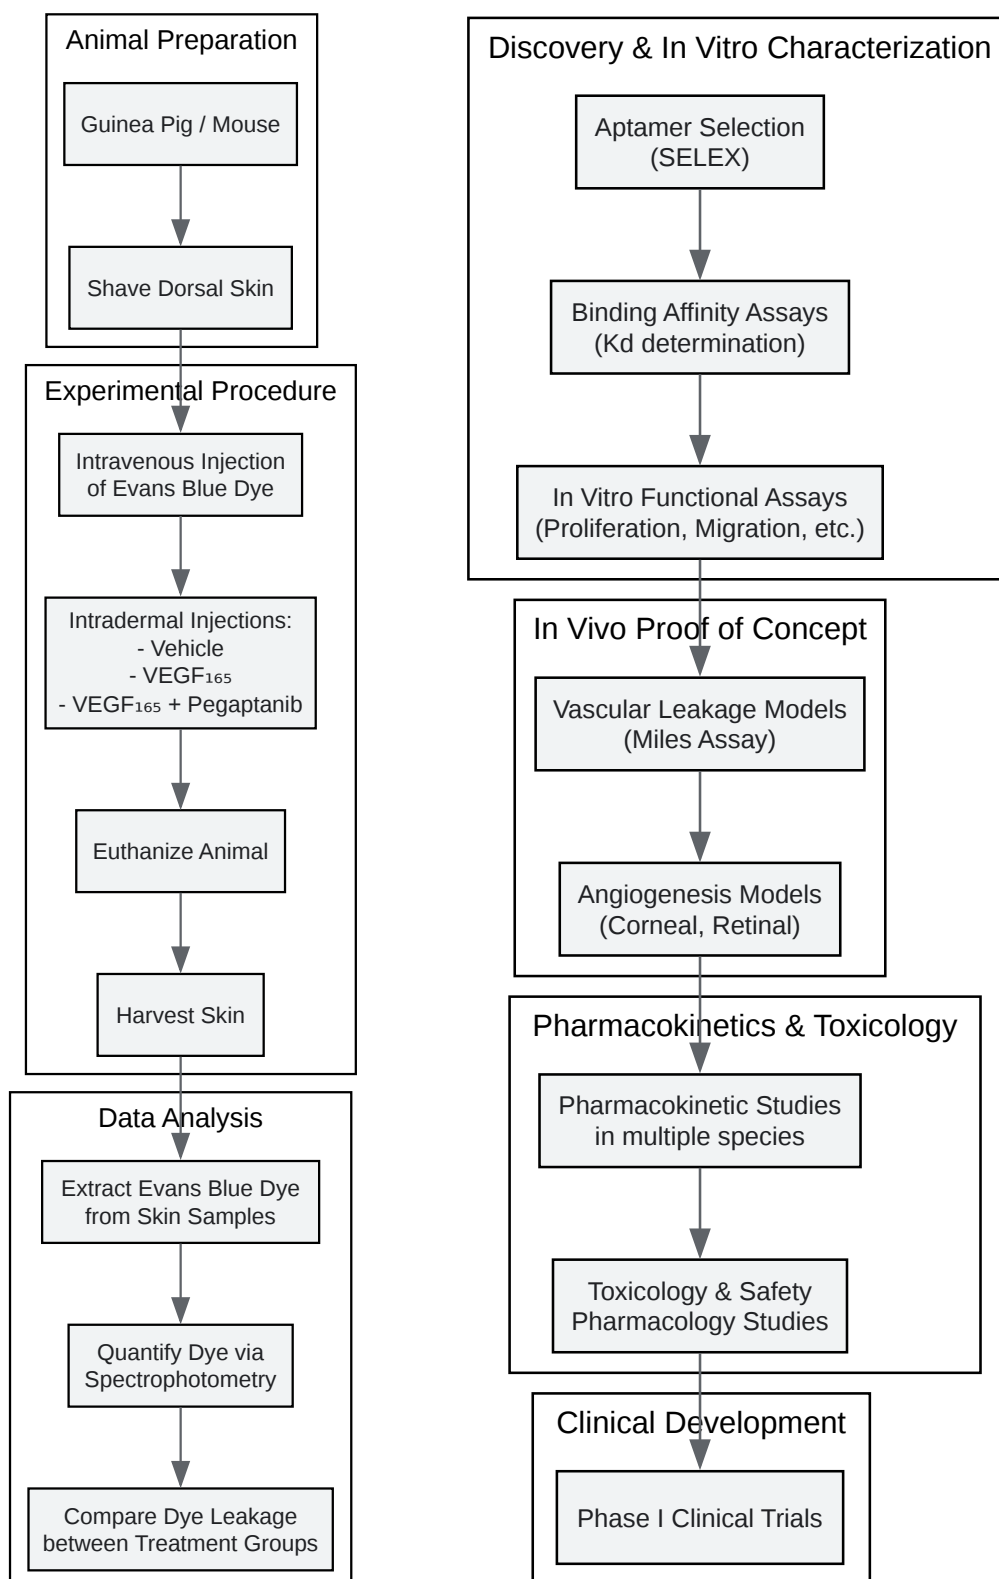 Animal Preparation
Guinea Pig / Mouse
Shave Dorsal Skin
Experimental Procedure
Intravenous Injection
of Evans Blue Dye
Intradermal Injections:
- Vehicle
- VEGF₁₆₅
- VEGF₁₆₅ + Pegaptanib
Euthanize Animal
Harvest Skin
Data Analysis
Extract Evans Blue Dye
from Skin Samples
Quantify Dye via
Spectrophotometry
Compare Dye Leakage
between Treatment Groups
Discovery & In Vitro Characterization
Aptamer Selection
(SELEX)
Binding Affinity Assays
(Kd determination)
In Vitro Functional Assays
(Proliferation, Migration, etc.)
In Vivo Proof of Concept
Vascular Leakage Models
(Miles Assay)
Angiogenesis Models
(Corneal, Retinal)
Pharmacokinetics & Toxicology
Pharmacokinetic Studies
in multiple species
Toxicology & Safety
Pharmacology Studies
Clinical Development
Phase I Clinical Trials